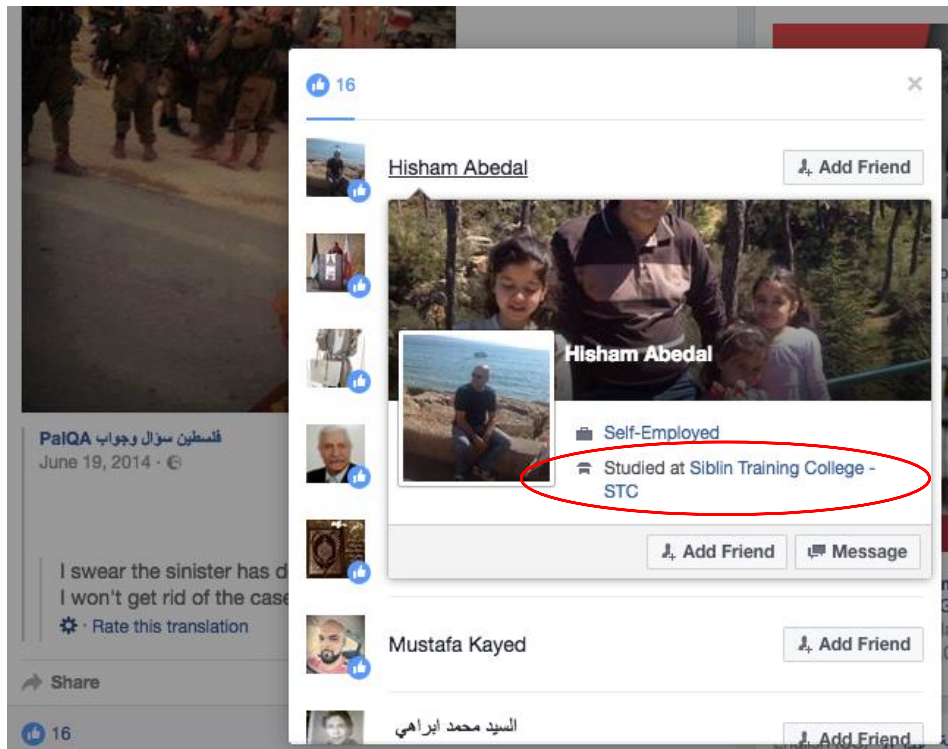 16
×
Hisham Abedal
Add Friend
Hisham Abedal
Self-Employed
Studied at Siblin Training College -
STC
Add Friend
Message
فلسطين سؤال وجواب PalQA
June 19, 2014 ·
I swear the sinister has d
I won't get rid of the case
· Rate this translation
Mustafa Kayed
Add Friend
Share
السيد محمد ابراهي
Add Friend
16